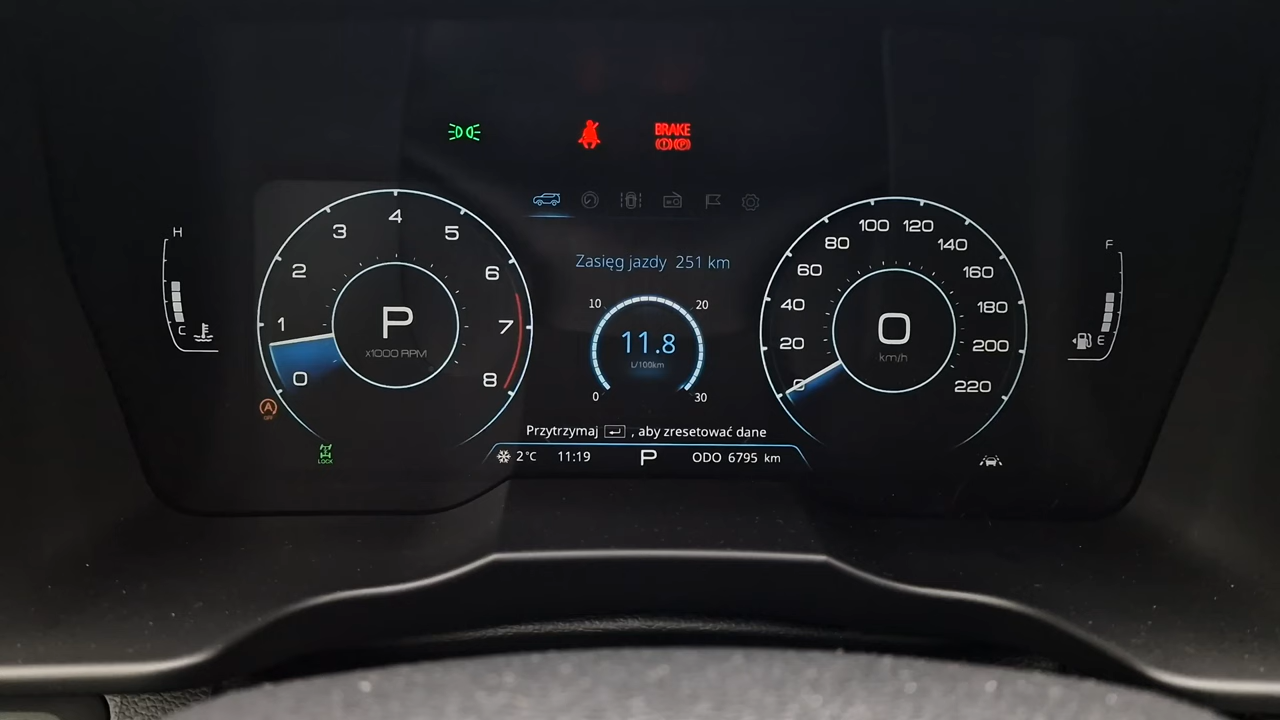 BRAKE
(!) (P)
H
C
0
1
2
3
4
5
6
7
8
P
x1000 RPM
A
OFF
LOCK
Zasięg jazdy 251 km
10
20
11.8
L/100km
0
30
Przytrzymaj , aby zresetować dane
2°C 11:19 P ODO 6795 km
0
20
40
60
80
100
120
140
160
180
200
220
0
km/h
F
E